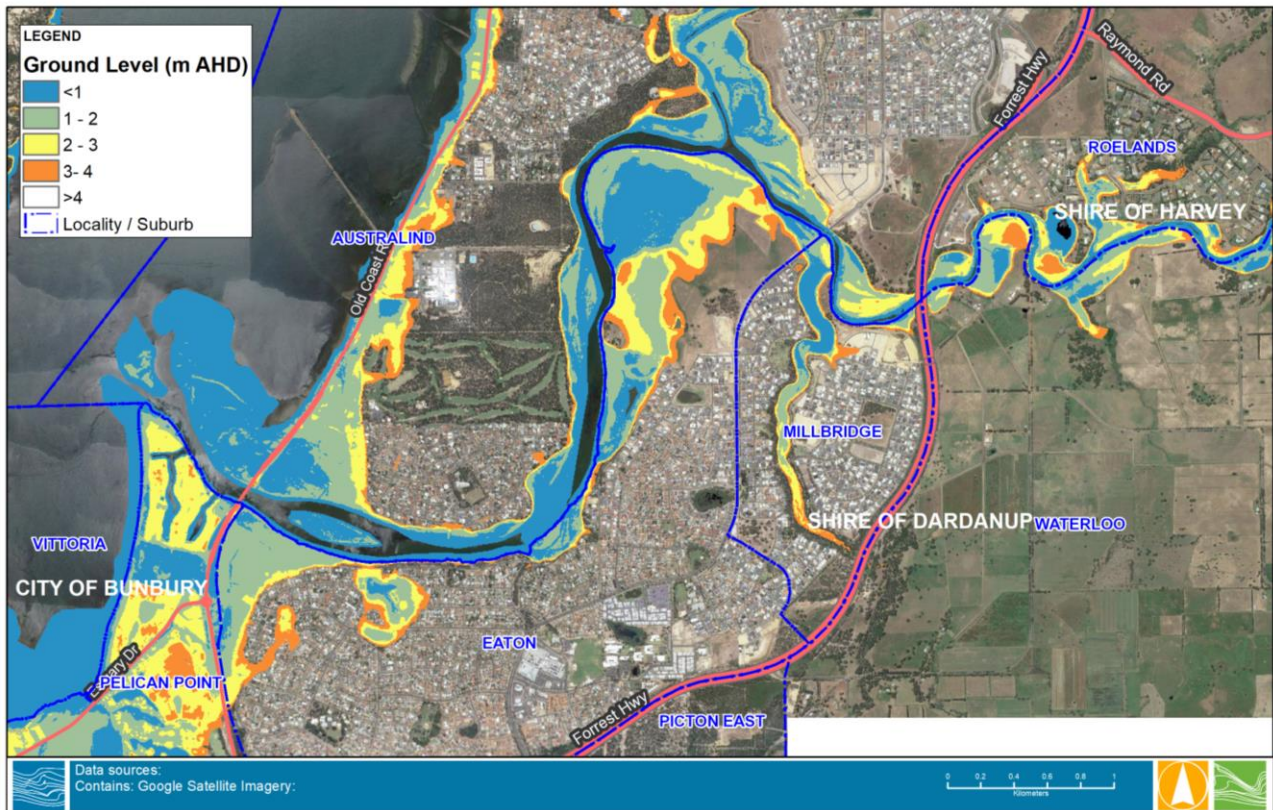 LEGEND
Ground Level (m AHD)
<1
1 - 2
2 - 3
3- 4
>4
Locality / Suburb
Forrest Hwy
Raymond Rd
ROELANDS
SHIRE OF HARVEY
AUSTRALIND
Old Coast
MILLBRIDGE
SHIRE OF DARDANUP
WATERLOO
VITTORIA
CITY OF BUNBURY
EATON
Dr
PELICAN POINT
Forrest Hwy
PICTON EAST
Data sources:
Contains: Google Satellite Imagery:
0 0.2 0.4 0.6 0.8 1
Kilometers